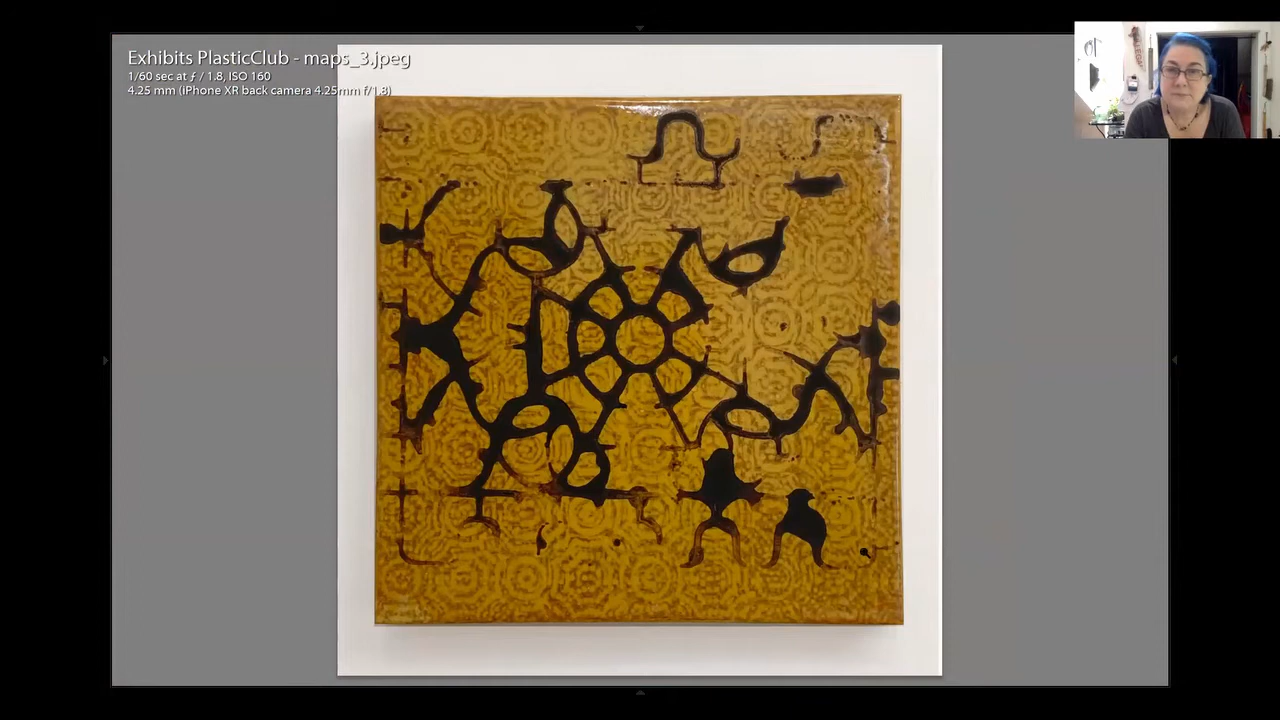 Exhibits PlasticClub - maps_3.jpeg
1/60 sec at ƒ / 1.8, ISO 160
4.25 mm (iPhone XR back camera 4.25mm f/1.8)